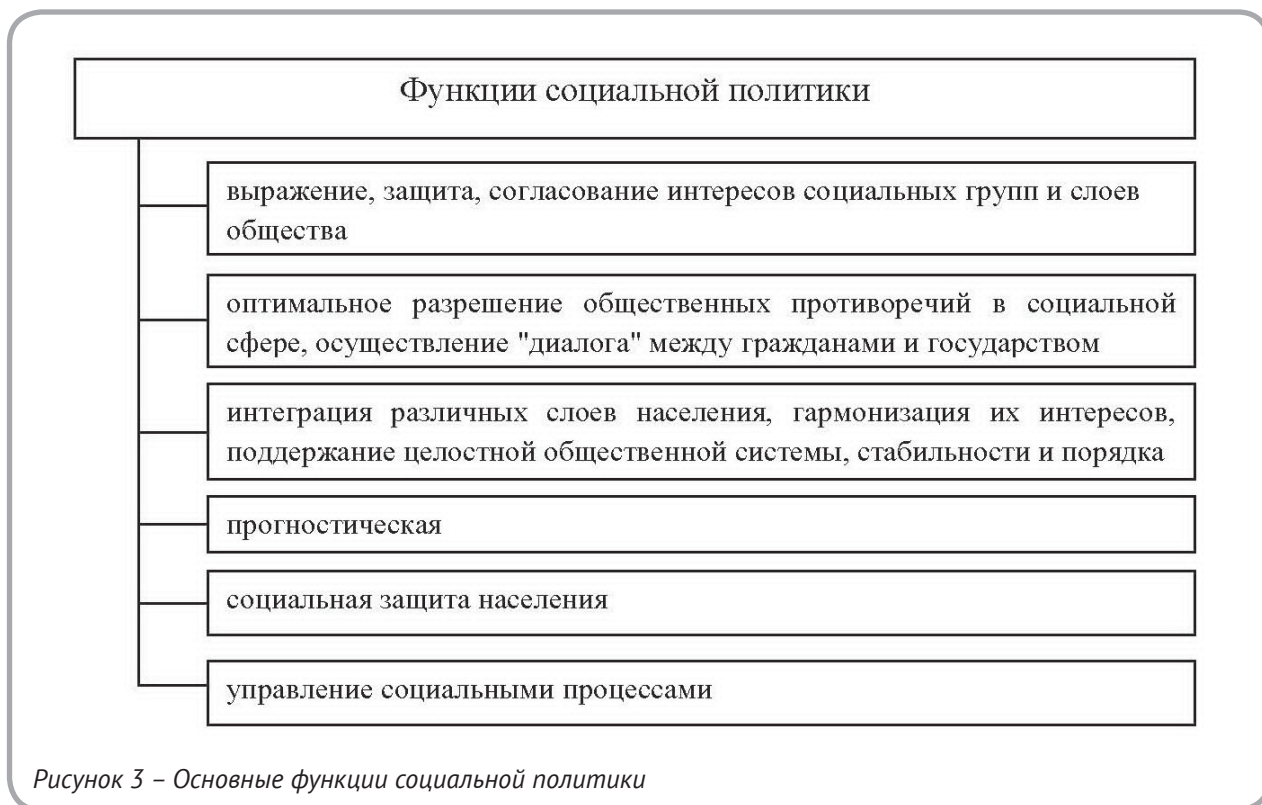 Функции социальной политики
выражение, защита, согласование интересов социальных групп и слоев
общества
оптимальное разрешение общественных противоречий в социальной
сфере, осуществление "диалога" между гражданами и государством
интеграция различных слоев населения, гармонизация их интересов,
поддержание целостной общественной системы, стабильности и порядка
прогностическая
социальная защита населения
управление социальными процессами
Рисунок 3 – Основные функции социальной политики